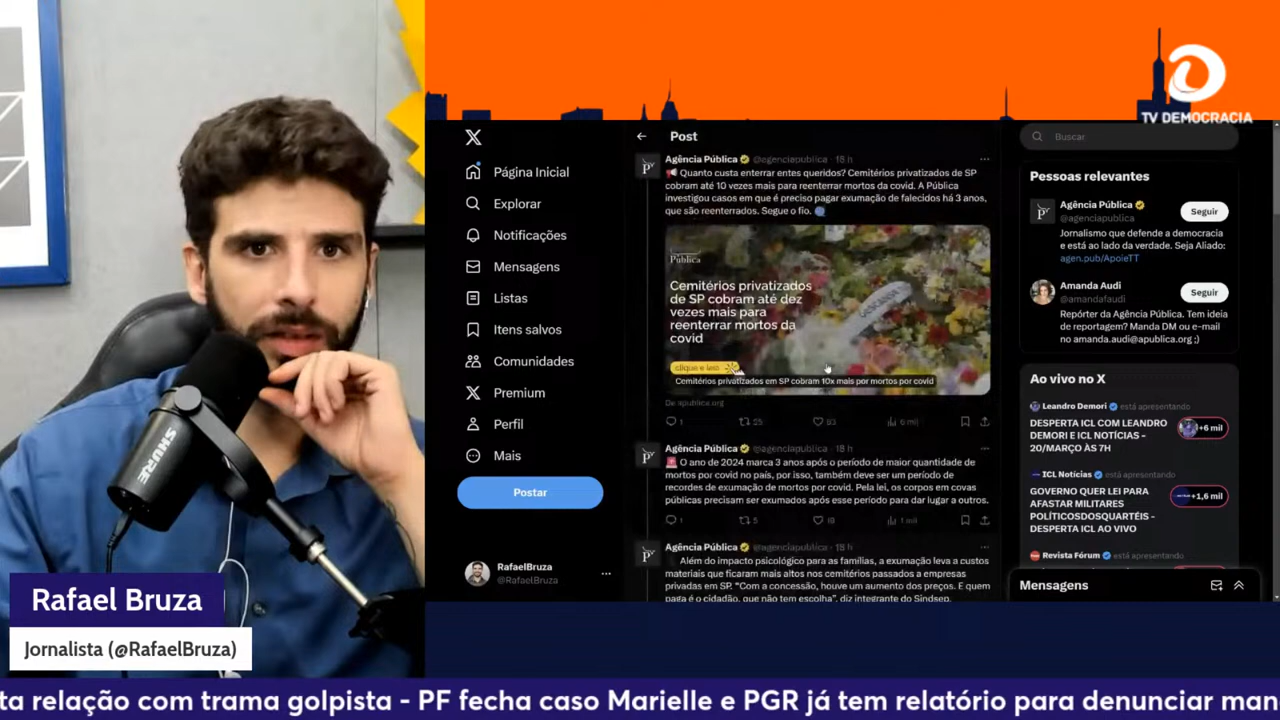 TV DEMOCRACIA
SHURE
Rafael Bruza
Jornalista (@RafaelBruza)
Página Inicial
Explorar
Notificações
Mensagens
Listas
Itens salvos
Comunidades
Premium
Perfil
Mais
Postar
RafaelBruza
@RafaelBruza
Post
Agência Pública @agenciapublica · 18 h
Quanto custa enterrar entes queridos? Cemitérios privatizados de SP
cobram até 10 vezes mais para reenterrar mortos da covid. A Pública
investigou casos em que é preciso pagar exumação de falecidos há 3 anos,
que são reenterrados. Segue o fio.
Pública
Cemitérios privatizados
de SP cobram até dez
vezes mais para
reenterrar mortos da
covid
clique e leia
Cemitérios privatizados em SP cobram 10x mais por mortos por covid
De apublica.org
1
25
93
6 mil
Agência Pública @agenciapublica · 18 h
O ano de 2024 marca 3 anos após o período de maior quantidade de
mortos por covid no país, por isso, também deve ser um período de
recordes de exumação de mortos por covid. Pela lei, os corpos em covas
públicas precisam ser exumados após esse período para dar lugar a outros.
1
5
19
1 mil
Agência Pública @agenciapublica · 18 h
Além do impacto psicológico para as famílias, a exumação leva a custos
materiais que ficaram mais altos nos cemitérios passados a empresas
privadas em SP. “Com a concessão, houve um aumento dos preços. E quem
paga é o cidadão, que não tem escolha”, diz integrante do Sindsep.
Buscar
Pessoas relevantes
Agência Pública
@agenciapublica
Seguir
Jornalismo que defende a democracia
e está ao lado da verdade. Seja Aliado:
agen.pub/ApoieTT
Amanda Audi
@amandafaudi
Seguir
Repórter da Agência Pública. Tem ideia
de reportagem? Manda DM ou e-mail
no amanda.audi@apublica.org ;)
Ao vivo no X
Leandro Demori está apresentando
DESPERTA ICL COM LEANDRO
DEMORI E ICL NOTÍCIAS -
20/MARÇO ÀS 7H
+6 mil
ICL Notícias está apresentando
GOVERNO QUER LEI PARA
AFASTAR MILITARES
POLÍTICOSDOSQUARTÉIS -
DESPERTA ICL AO VIVO
+1,6 mil
Revista Fórum está apresentando
Mensagens
ta relação com trama golpista - PF fecha caso Marielle e PGR já tem relatório para denunciar man